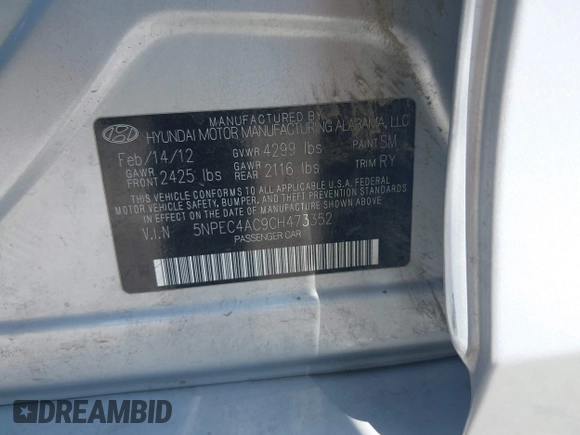 MANUFACTURED BY
HYUNDAI MOTOR MANUFACTURING ALABAMA, LLC
Feb/14/12 GVWR 4299 lbs PAINT SM
GAWR FRONT 2425 lbs GAWR REAR 2116 lbs TRIM RY
THIS VEHICLE CONFORMS TO ALL APPLICABLE U.S.A. FEDERAL
MOTOR VEHICLE SAFETY, BUMPER, AND THEFT PREVENTION STANDARDS
IN EFFECT ON THE DATE OF MANUFACTURE SHOWN ABOVE.
V.I.N 5NPEC4AC9CH473352
PASSENGER CAR
DREAMBID